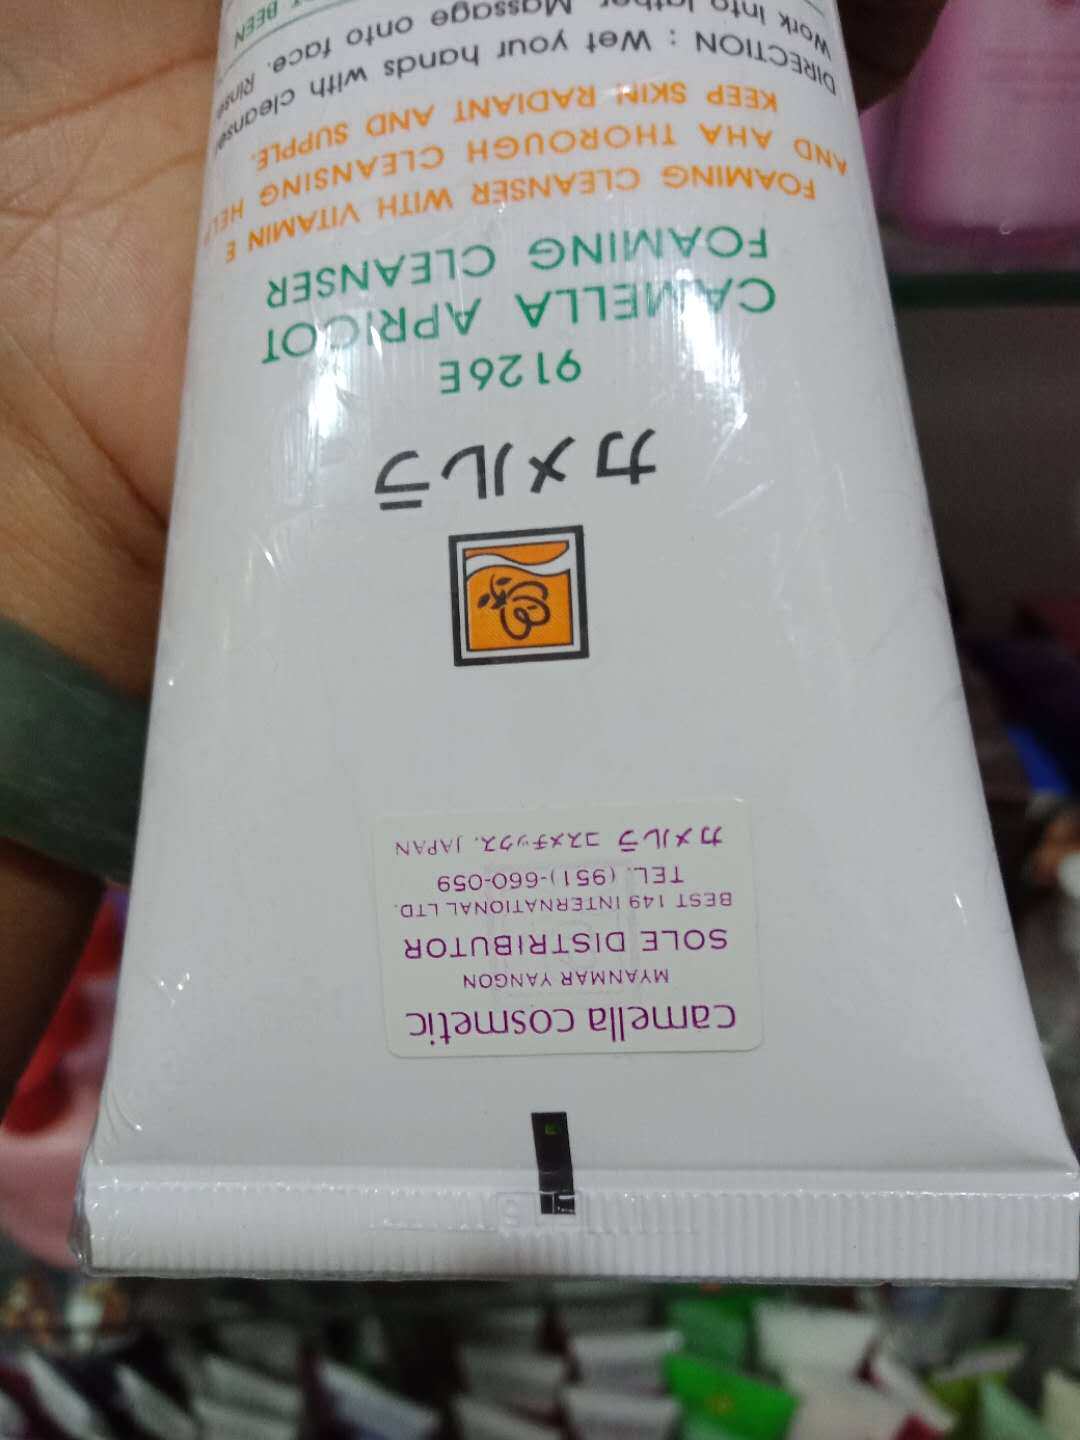 camella cosmetic
MYANMAR YANGON
SOLE DISTRIBUTOR
BEST 149 INTERNATIONAL LTD.
TEL. (951)-660-059
カメルラ コスメチックス. JAPAN
カメルラ
9126E
CAMELLA APRICOT
FOAMING CLEANSER
FOAMING CLEANSER WITH VITAMIN E
AND AHA THOROUGH CLEANSING
KEEP SKIN RADIANT AND SUPPLE.
DIRECTION : Wet your hands with
Work into lather. Massage onto face. Rinse
BEEN